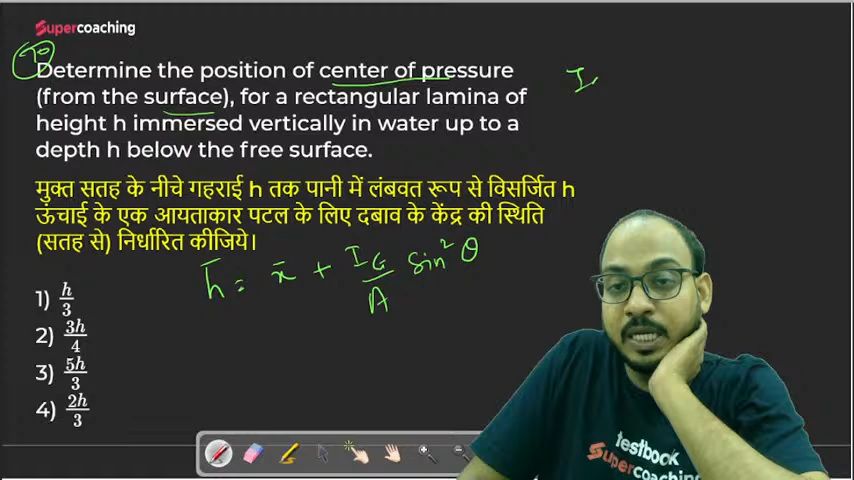 Supercoaching
70
Determine the position of center of pressure
(from the surface), for a rectangular lamina of
height h immersed vertically in water up to a
depth h below the free surface.
I
मुक्त सतह के नीचे गहराई h तक पानी में लंबवत रूप से विसर्जित h
ऊंचाई के एक आयताकार पटल के लिए दबाव के केंद्र की स्थिति
(सतह से) निर्धारित कीजिये।
h̄ = x̄ + I_G/A sin²θ
1) h/3
2) 3h/4
3) 5h/3
4) 2h/3
testbook
Supercoaching